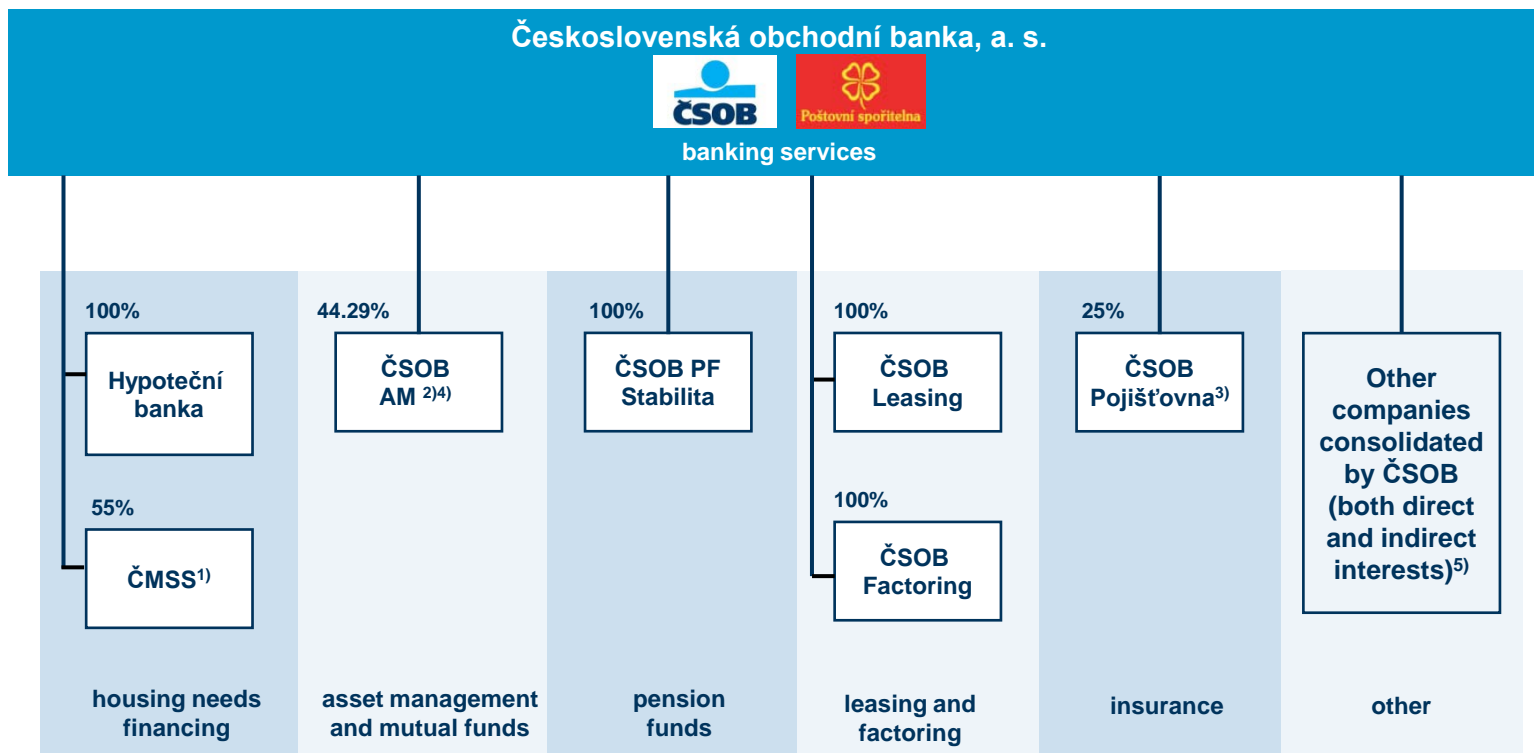 Československá obchodní banka, a. s.
ČSOB
Poštovní spořitelna
banking services
100%
Hypoteční
banka
55%
ČMSS1)
housing needs
financing
44.29%
ČSOB
AM 2)4)
asset management
and mutual funds
100%
ČSOB PF
Stabilita
pension
funds
100%
ČSOB
Leasing
100%
ČSOB
Factoring
leasing and
factoring
25%
ČSOB
Pojišťovna3)
insurance
Other
companies
consolidated
by ČSOB
(both direct
and indirect
interests)5)
other